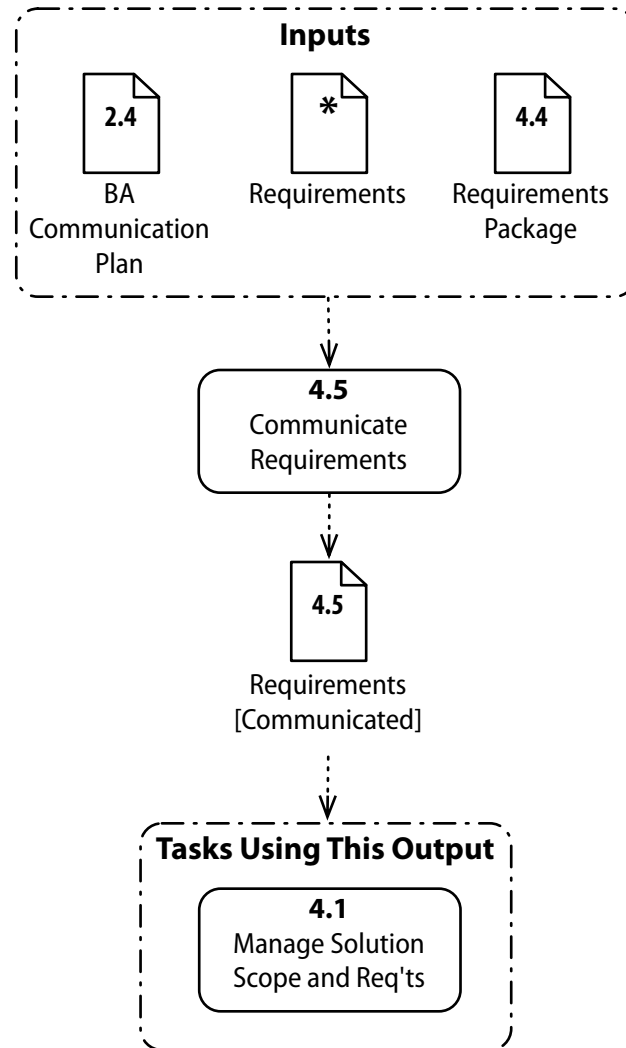 Inputs
2.4
*
4.4
BA
Communication
Plan
Requirements
Requirements
Package
4.5
Communicate
Requirements
4.5
Requirements
[Communicated]
Tasks Using This Output
4.1
Manage Solution
Scope and Req'ts